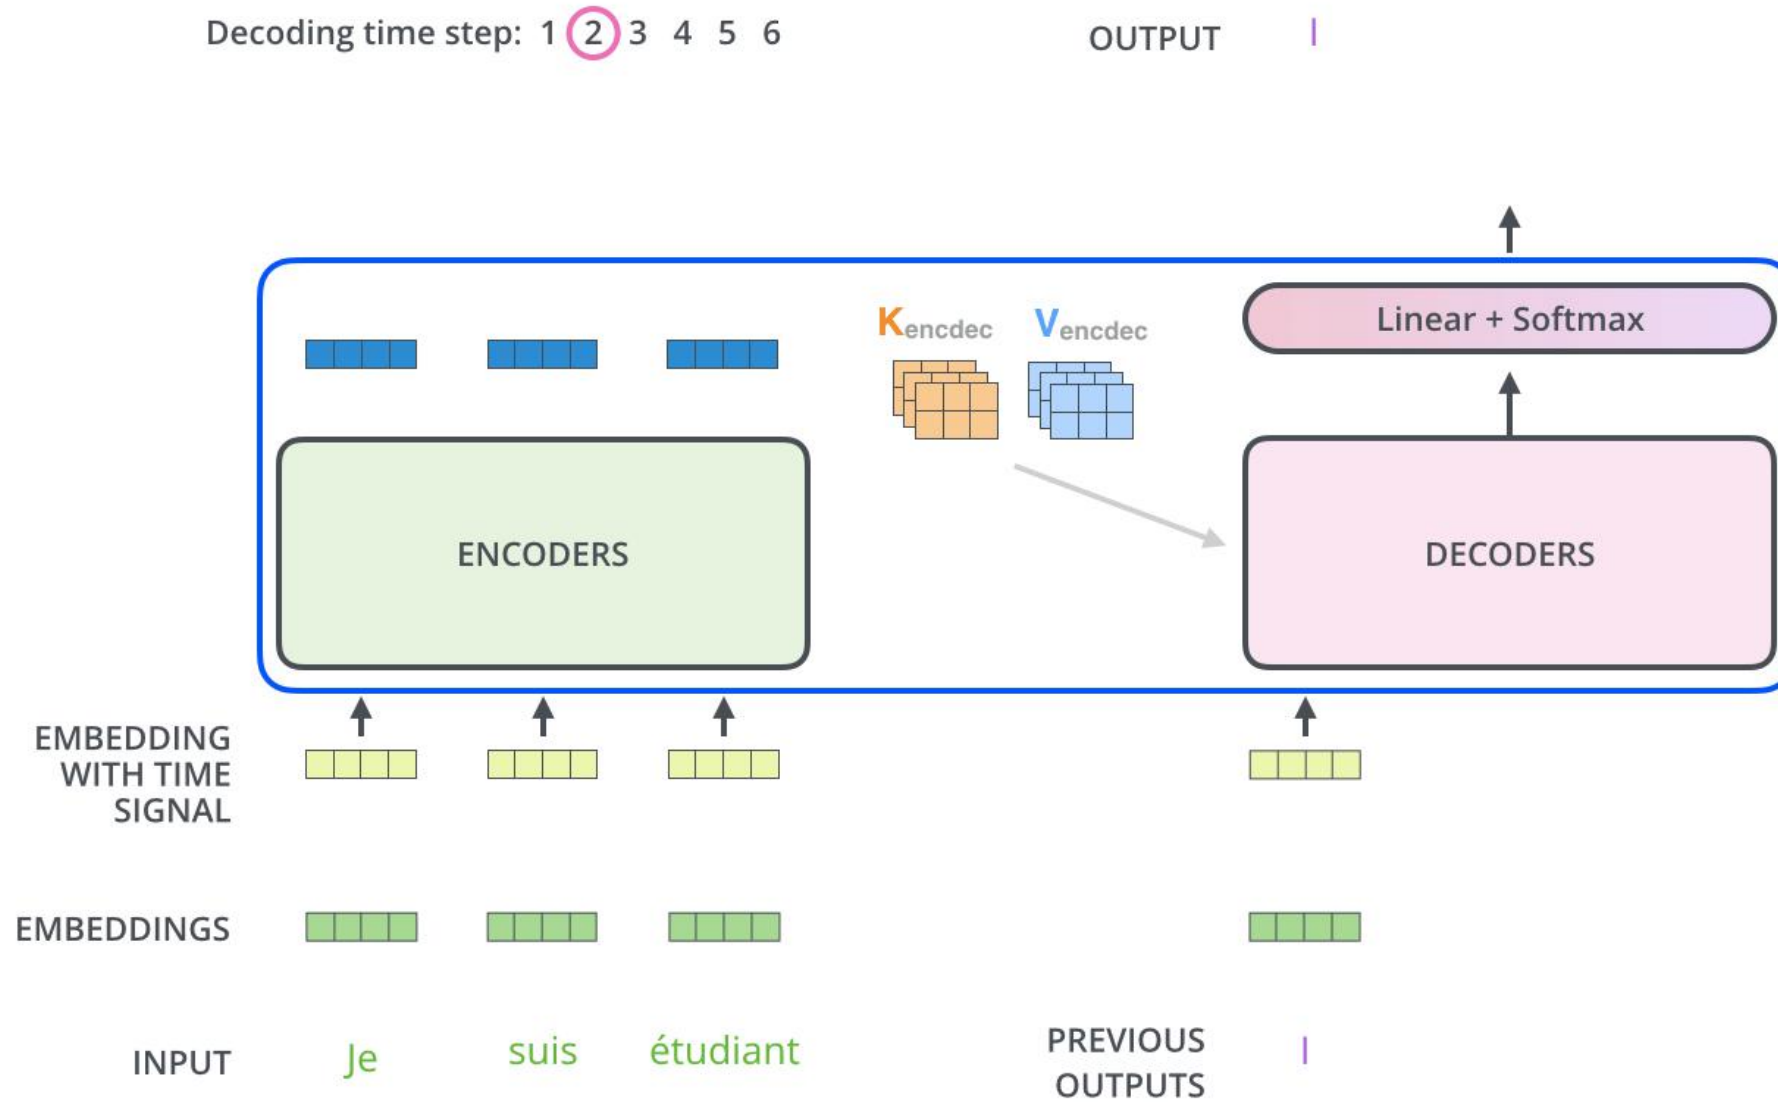 Decoding time step: 1 2 3 4 5 6
OUTPUT I
Kencdec Vencdec
Linear + Softmax
ENCODERS
DECODERS
EMBEDDING
WITH TIME
SIGNAL
EMBEDDINGS
INPUT Je suis étudiant
PREVIOUS
OUTPUTS
I